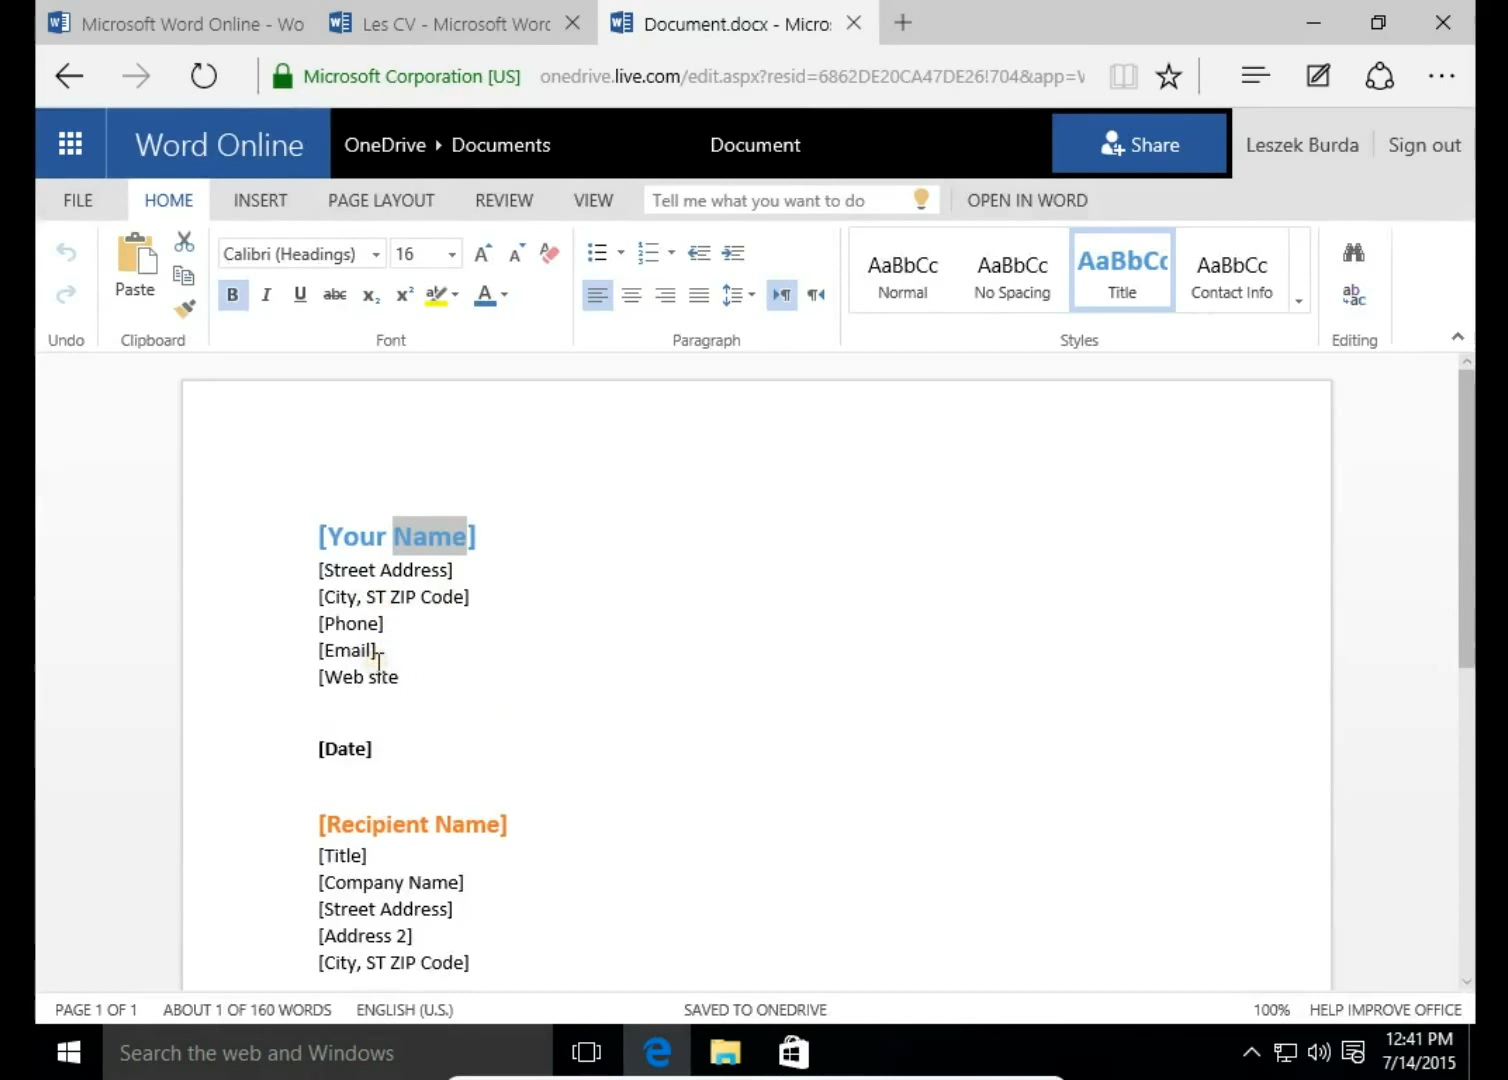 Microsoft Word Online - Wo
Les CV - Microsoft Word
Document.docx - Micro:
Microsoft Corporation [US]
onedrive.live.com/edit.aspx?resid=6862DE20CA47DE26!704&app=V
Word Online
OneDrive
Documents
Document
Share
Leszek Burda
Sign out
FILE
HOME
INSERT
PAGE LAYOUT
REVIEW
VIEW
Tell me what you want to do
OPEN IN WORD
Paste
Calibri (Headings)
16
B I U abc x₂ x² A
AaBbCc
Normal
AaBbCc
No Spacing
AaBbCc
Title
AaBbCc
Contact Info
Undo
Clipboard
Font
Paragraph
Styles
Editing
[Your Name]
[Street Address]
[City, ST ZIP Code]
[Phone]
[Email]
[Web site
[Date]
[Recipient Name]
[Title]
[Company Name]
[Street Address]
[Address 2]
[City, ST ZIP Code]
PAGE 1 OF 1
ABOUT 1 OF 160 WORDS
ENGLISH (U.S.)
SAVED TO ONEDRIVE
100%
HELP IMPROVE OFFICE
Search the web and Windows
12:41 PM
7/14/2015